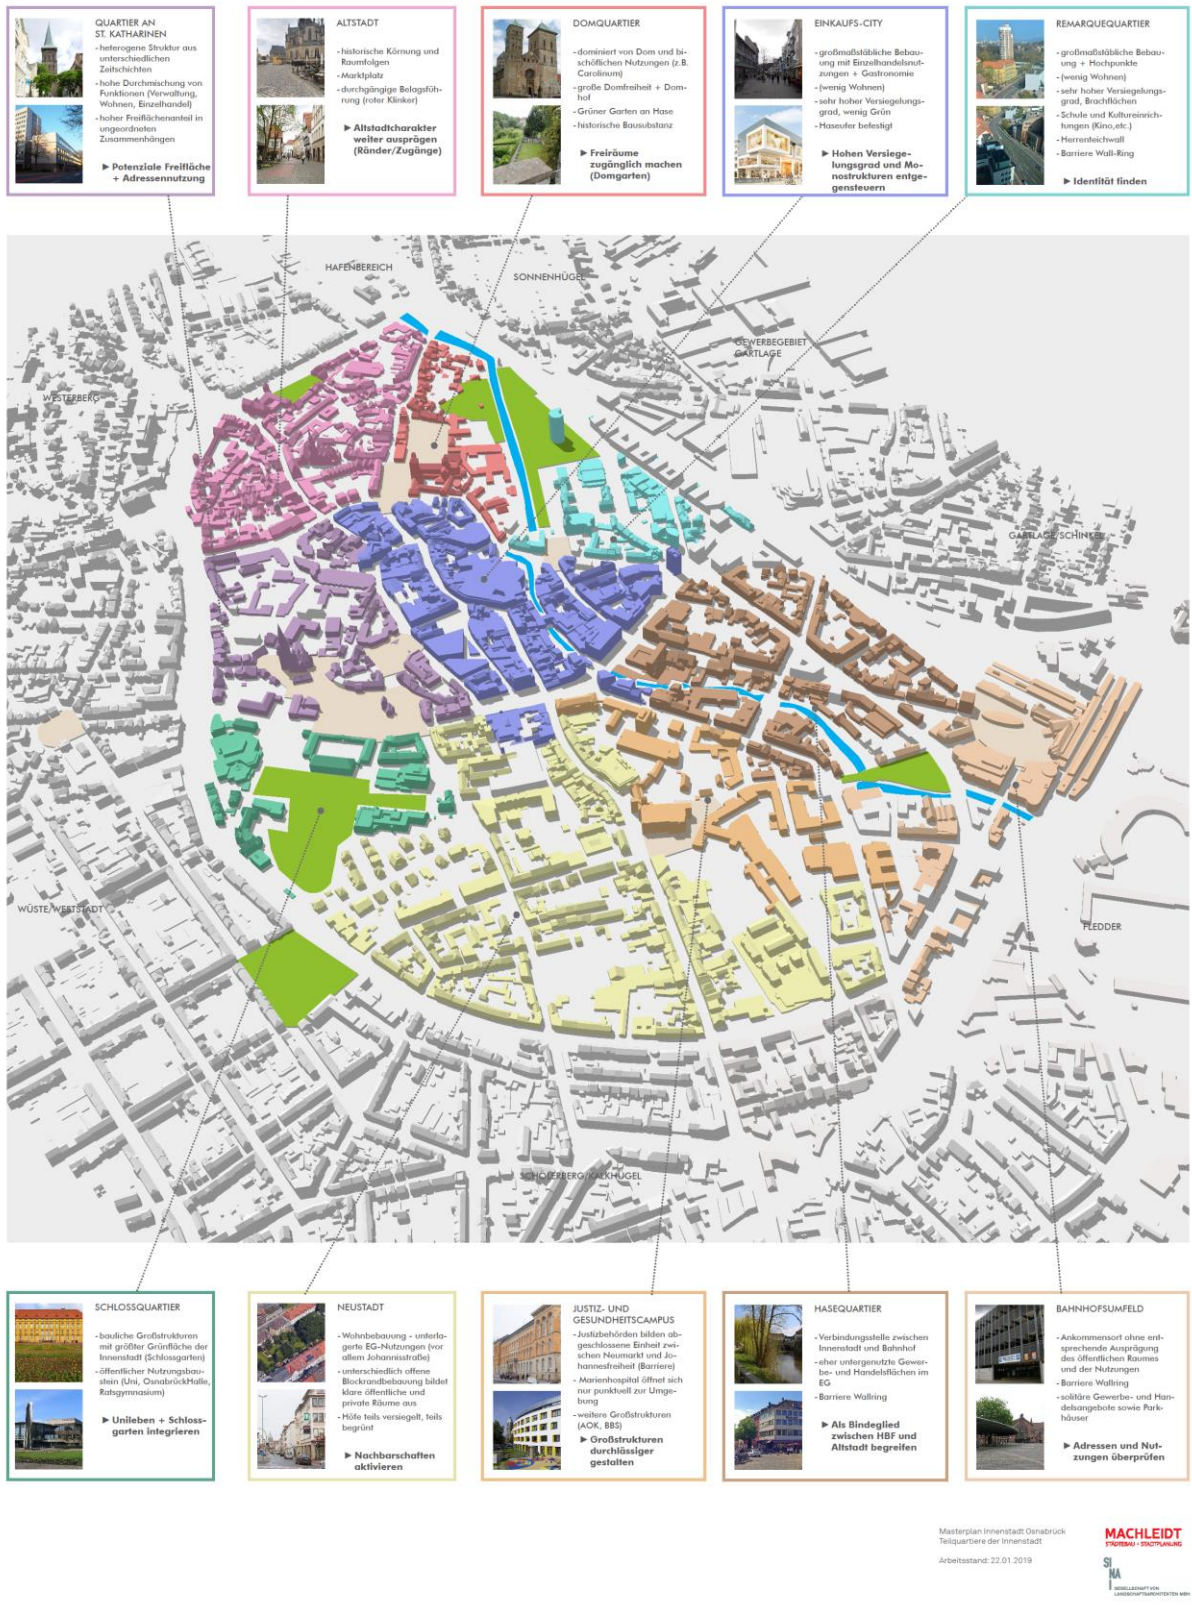 QUARTIER AN
ST. KATHARINEN
- heterogene Struktur aus
unterschiedlichen
Zeitschichten
- hohe Durchmischung von
Funktionen (Verwaltung,
Wohnen, Einzelhandel)
- hoher Freiflächenanteil in
ungeordneten
Zusammenhängen
▶ Potenziale Freifläche
+ Adressennutzung
ALTSTADT
- historische Körnung und
Raumfolgen
- Marktplatz
- durchgängige Belagsfüh-
rung (roter Klinker)
▶ Altstadtcharakter
weiter ausprägen
(Ränder/Zugänge)
DOMQUARTIER
- dominiert von Dom und bi-
schöflichen Nutzungen (z.B.
Carolinum)
- große Domfreiheit + Dom-
hof
- Grüner Garten an Hase
- historische Bausubstanz
▶ Freiräume
zugänglich machen
(Domgarten)
EINKAUFS-CITY
- großmaßstäbliche Bebau-
ung mit Einzelhandelsnut-
zungen + Gastronomie
- (wenig Wohnen)
- sehr hoher Versiegelungs-
grad, wenig Grün
- Haseufer befestigt
▶ Hohen Versiege-
lungsgrad und Mo-
nostrukturen entge-
gensteuern
REMARQUEQUARTIER
- großmaßstäbliche Bebau-
ung + Hochpunkte
- (wenig Wohnen)
- sehr hoher Versiegelungs-
grad, Brachflächen
- Schule und Kultureinrich-
tungen (Kino,etc.)
- Herrenteichwall
- Barriere Wall-Ring
▶ Identität finden
HAFENBEREICH
SONNENHÜGEL
GEWERBEGEBIET
GARTLAGE
WESTERBERG
GARTLAGE/SCHINKEL
WÜSTE/WESTSTADT
FLEDDER
SCHÖLERBERG/KALKHÜGEL
SCHLOSSQUARTIER
- bauliche Großstrukturen
mit größter Grünfläche der
Innenstadt (Schlossgarten)
- öffentlicher Nutzungsbau-
stein (Uni, OsnabrückHalle,
Ratsgymnasium)
▶ Unileben + Schloss-
garten integrieren
NEUSTADT
- Wohnbebauung - unterla-
gerte EG-Nutzungen (vor
allem Johannisstraße)
- unterschiedlich offene
Blockrandbebauung bildet
klare öffentliche und
private Räume aus
- Höfe teils versiegelt, teils
begrünt
▶ Nachbarschaften
aktivieren
JUSTIZ- UND
GESUNDHEITSCAMPUS
- Justizbehörden bilden ab-
geschlossene Einheit zwi-
schen Neumarkt und Jo-
hannesfreiheit (Barriere)
- Marienhospital öffnet sich
nur punktuell zur Umge-
bung
- weitere Großstrukturen
(AOK, BBS)
▶ Großstrukturen
durchlässiger
gestalten
HASEQUARTIER
- Verbindungsstelle zwischen
Innenstadt und Bahnhof
- eher untergenutzte Gewer-
be- und Handelsflächen im
EG
- Barriere Wallring
▶ Als Bindeglied
zwischen HBF und
Altstadt begreifen
BAHNHOFSUMFELD
- Ankommensort ohne ent-
sprechende Ausprägung
des öffentlichen Raumes
und der Nutzungen
- Barriere Wallring
- solitäre Gewerbe- und Han-
delsangebote sowie Park-
häuser
▶ Adressen und Nut-
zungen überprüfen
Masterplan Innenstadt Osnabrück
Teilquartiere der Innenstadt
Arbeitsstand: 22.01.2019
MACHLEIDT
STÄDTEBAU + STADTPLANUNG
SI
NA
I
GESELLSCHAFT VON
LANDSCHAFTSARCHITEKTEN MBH